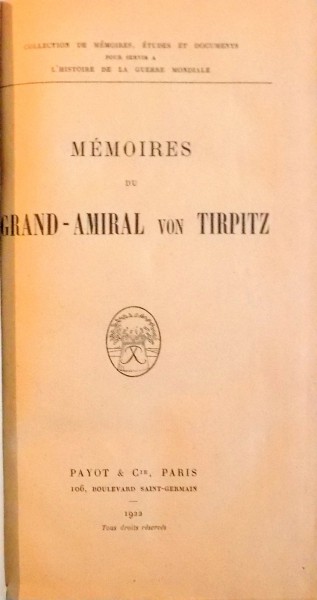 COLLECTION DE MÉMOIRES, ÉTUDES ET DOCUMENTS
POUR SERVIR A
L'HISTOIRE DE LA GUERRE MONDIALE
MÉMOIRES
DU
GRAND-AMIRAL VON TIRPITZ
PAYOT & CIE, PARIS
106, BOULEVARD SAINT-GERMAIN
1922
Tous droits réservés